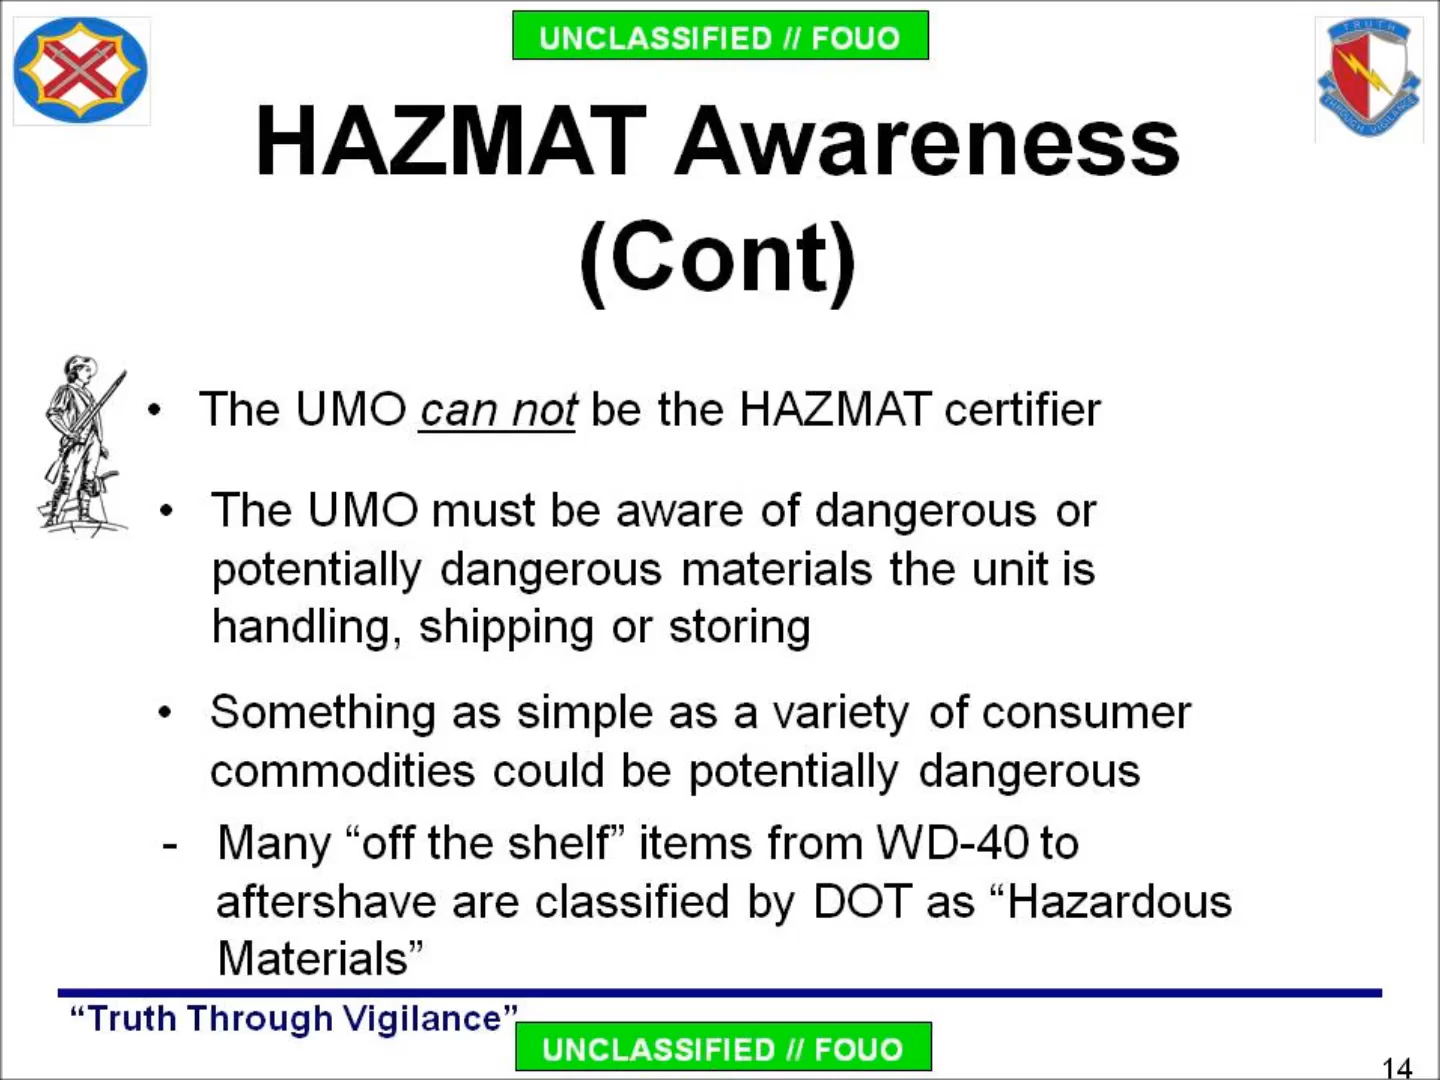 UNCLASSIFIED // FOUO
TRUTH
THROUGH VIGILANCE
HAZMAT Awareness
(Cont)
• The UMO can not be the HAZMAT certifier
• The UMO must be aware of dangerous or
potentially dangerous materials the unit is
handling, shipping or storing
• Something as simple as a variety of consumer
commodities could be potentially dangerous
- Many “off the shelf” items from WD-40 to
aftershave are classified by DOT as “Hazardous
Materials”
“Truth Through Vigilance”
UNCLASSIFIED // FOUO
14